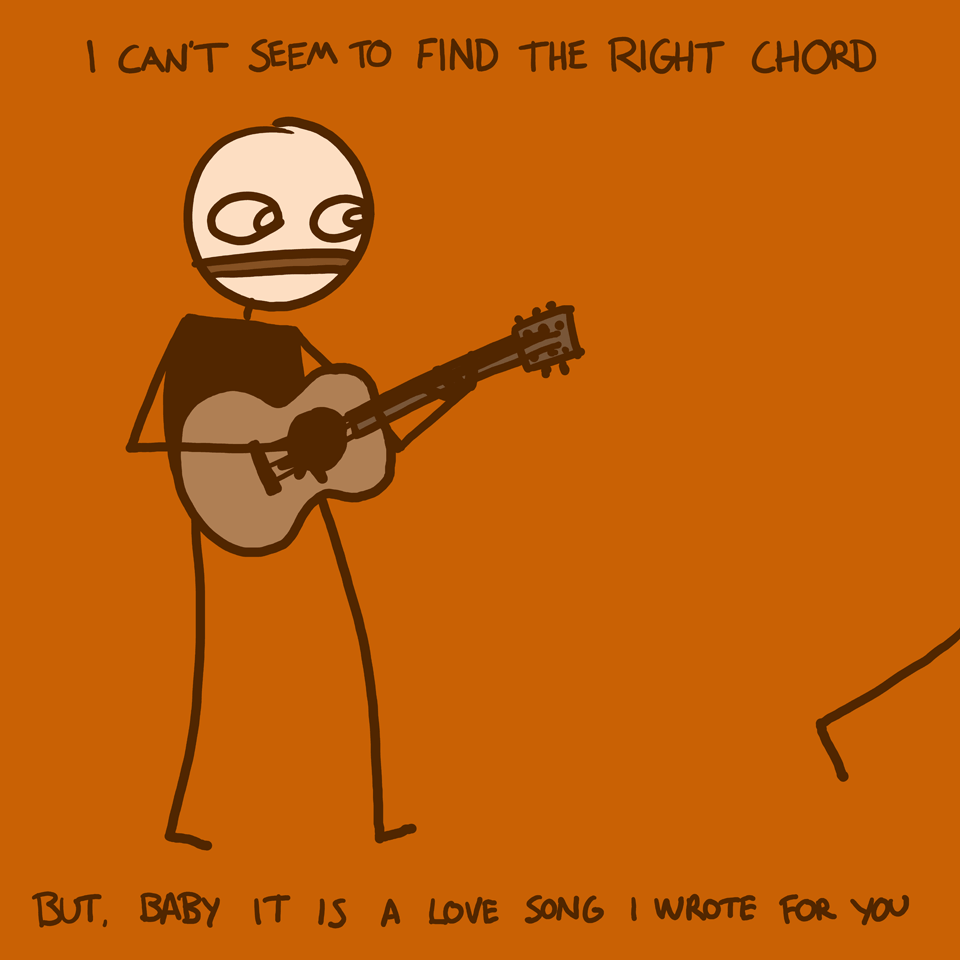 I CAN'T SEEM TO FIND THE RIGHT CHORD
BUT, BABY IT IS A LOVE SONG I WROTE FOR YOU